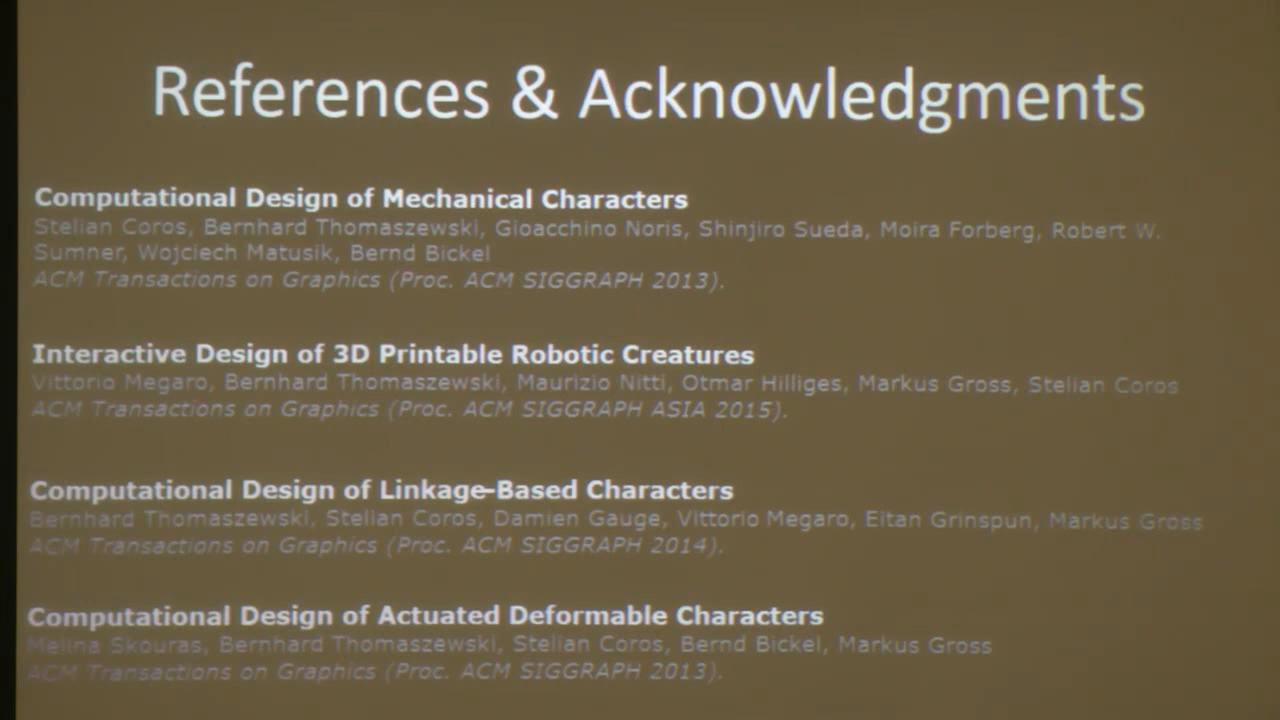 References & Acknowledgments
Computational Design of Mechanical Characters
Stelian Coros, Bernhard Thomaszewski, Gioacchino Noris, Shinjiro Sueda, Moira Forberg, Robert W.
Sumner, Wojciech Matusik, Bernd Bickel
ACM Transactions on Graphics (Proc. ACM SIGGRAPH 2013).
Interactive Design of 3D Printable Robotic Creatures
Vittorio Megaro, Bernhard Thomaszewski, Maurizio Nitti, Otmar Hilliges, Markus Gross, Stelian Coros
ACM Transactions on Graphics (Proc. ACM SIGGRAPH ASIA 2015).
Computational Design of Linkage-Based Characters
Bernhard Thomaszewski, Stelian Coros, Damien Gauge, Vittorio Megaro, Eitan Grinspun, Markus Gross
ACM Transactions on Graphics (Proc. ACM SIGGRAPH 2014).
Computational Design of Actuated Deformable Characters
Melina Skouras, Bernhard Thomaszewski, Stelian Coros, Bernd Bickel, Markus Gross
ACM Transactions on Graphics (Proc. ACM SIGGRAPH 2013).